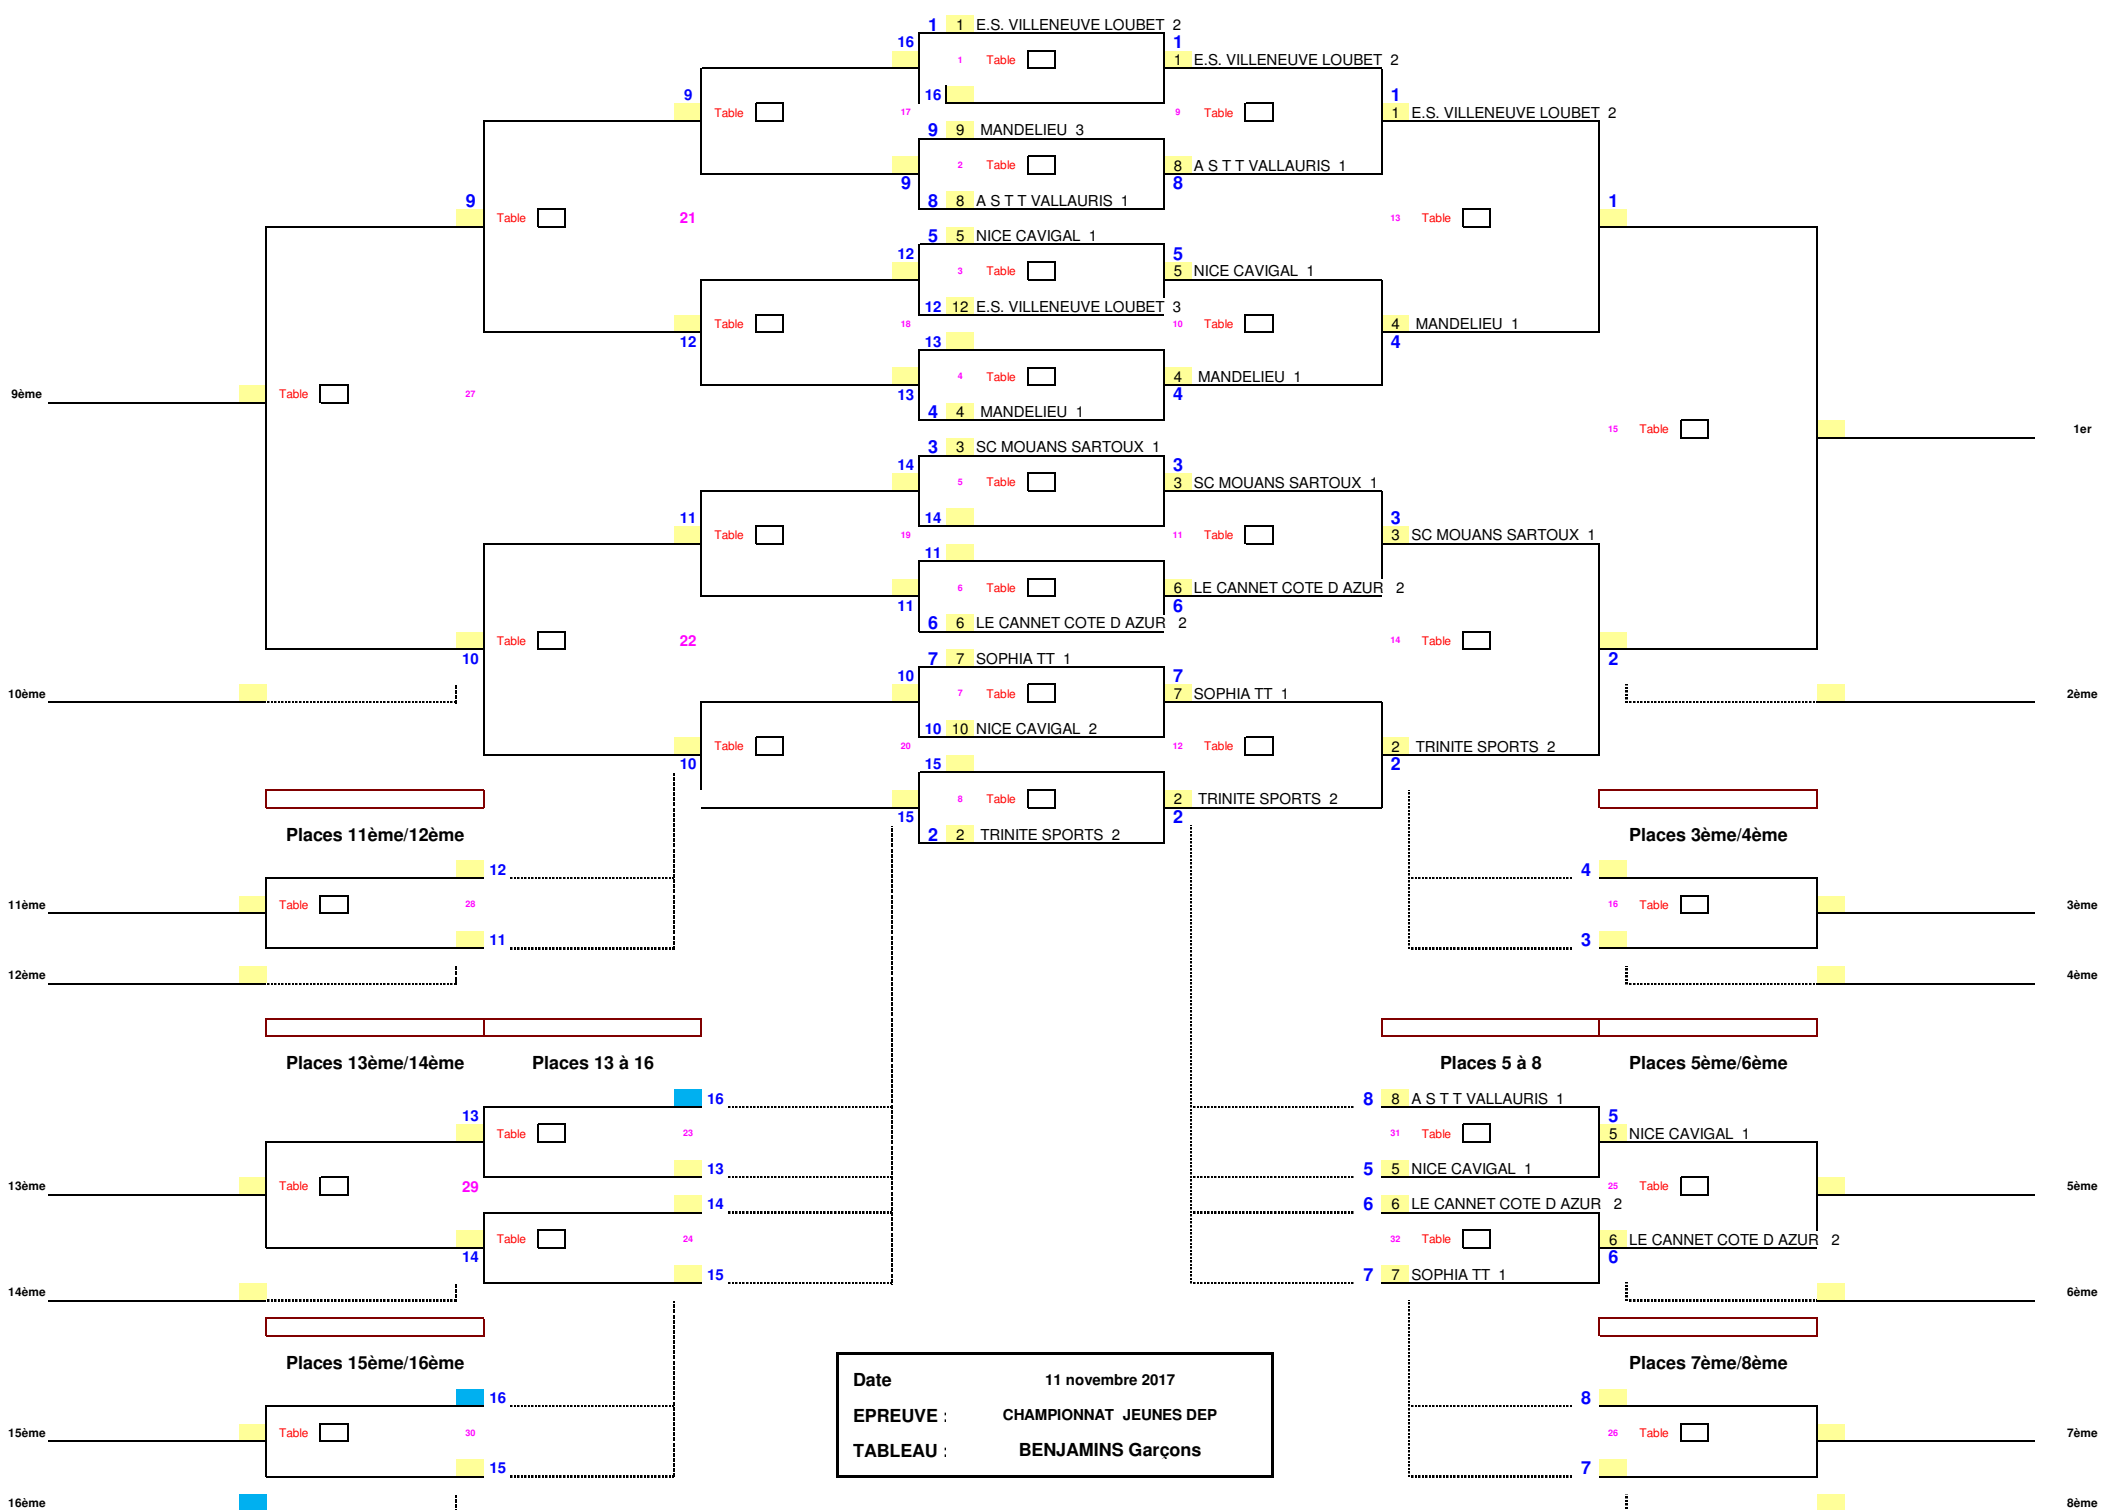 1 1 E.S. VILLENEUVE LOUBET 2
16 1
1 Table 1 E.S. VILLENEUVE LOUBET 2
9 16 1
Table 17 9 Table 1 E.S. VILLENEUVE LOUBET 2
9 9 MANDELIEU 3
2 Table 8 A S T T VALLAURIS 1
9 8
9 8 8 A S T T VALLAURIS 1 1
Table 21 13 Table
5 5 NICE CAVIGAL 1
12 5
3 Table 5 NICE CAVIGAL 1
12 12 E.S. VILLENEUVE LOUBET 3
Table 18 10 Table 4 MANDELIEU 1
12 13 4
4 Table 4 MANDELIEU 1
9ème Table 27 13 4
4 4 MANDELIEU 1
15 Table 1er
3 3 SC MOUANS SARTOUX 1
14 3
5 Table 3 SC MOUANS SARTOUX 1
11 14 3
Table 19 11 Table 3 SC MOUANS SARTOUX 1
11
6 Table 6 LE CANNET COTE D AZUR 2
11 6
6 6 LE CANNET COTE D AZUR 2
Table 22 14 Table
10 7 7 SOPHIA TT 1 2
10 7
10ème 7 Table 7 SOPHIA TT 1 2ème
10 10 NICE CAVIGAL 2
Table 20 12 Table 2 TRINITE SPORTS 2
10 15 2
8 Table 2 TRINITE SPORTS 2
15 2
Places 11ème/12ème 2 2 TRINITE SPORTS 2 Places 3ème/4ème
12 4
11ème Table 28 16 Table 3ème
11 3
12ème 4ème
Places 13ème/14ème Places 13 à 16 Places 5 à 8 Places 5ème/6ème
16 8 8 A S T T VALLAURIS 1
13 5
Table 23 31 Table 5 NICE CAVIGAL 1
13 5 5 NICE CAVIGAL 1
13ème Table 29 25 Table 5ème
14 6 6 LE CANNET COTE D AZUR 2
Table 24 32 Table 6 LE CANNET COTE D AZUR 2
14 6
15 7 7 SOPHIA TT 1
14ème 6ème
Places 15ème/16ème Places 7ème/8ème
Date 11 novembre 2017
16 8
EPREUVE : CHAMPIONNAT JEUNES DEP
15ème Table 30 26 Table 7ème
TABLEAU : BENJAMINS Garçons
15 7
16ème 8ème